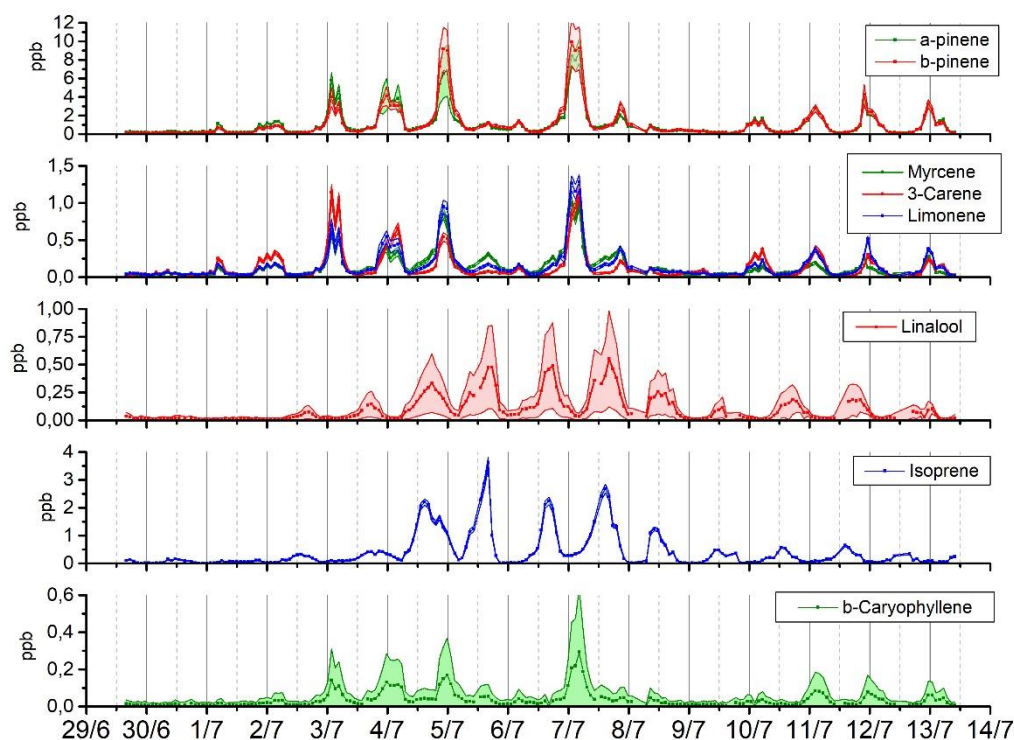 ppb
12
10
8
6
4
2
0
a-pinene
b-pinene
ppb
1,5
1,0
0,5
0,0
Myrcene
3-Carene
Limonene
ppb
1,00
0,75
0,50
0,25
0,00
Linalool
ppb
4
3
2
1
0
Isoprene
ppb
0,6
0,4
0,2
0,0
b-Caryophyllene
29/6 30/6 1/7 2/7 3/7 4/7 5/7 6/7 7/7 8/7 9/7 10/7 11/7 12/7 13/7 14/7